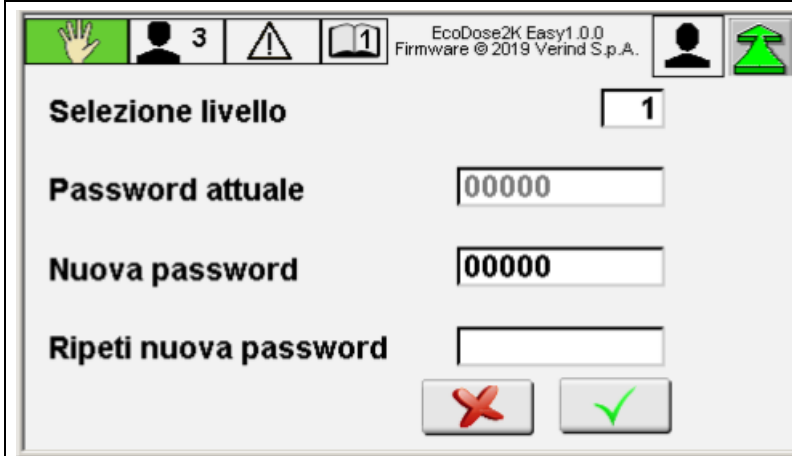 3
1
EcoDose2K Easy1.0.0
Firmware © 2019 Verind S.p.A.
Selezione livello 1
Password attuale 00000
Nuova password 00000
Ripeti nuova password